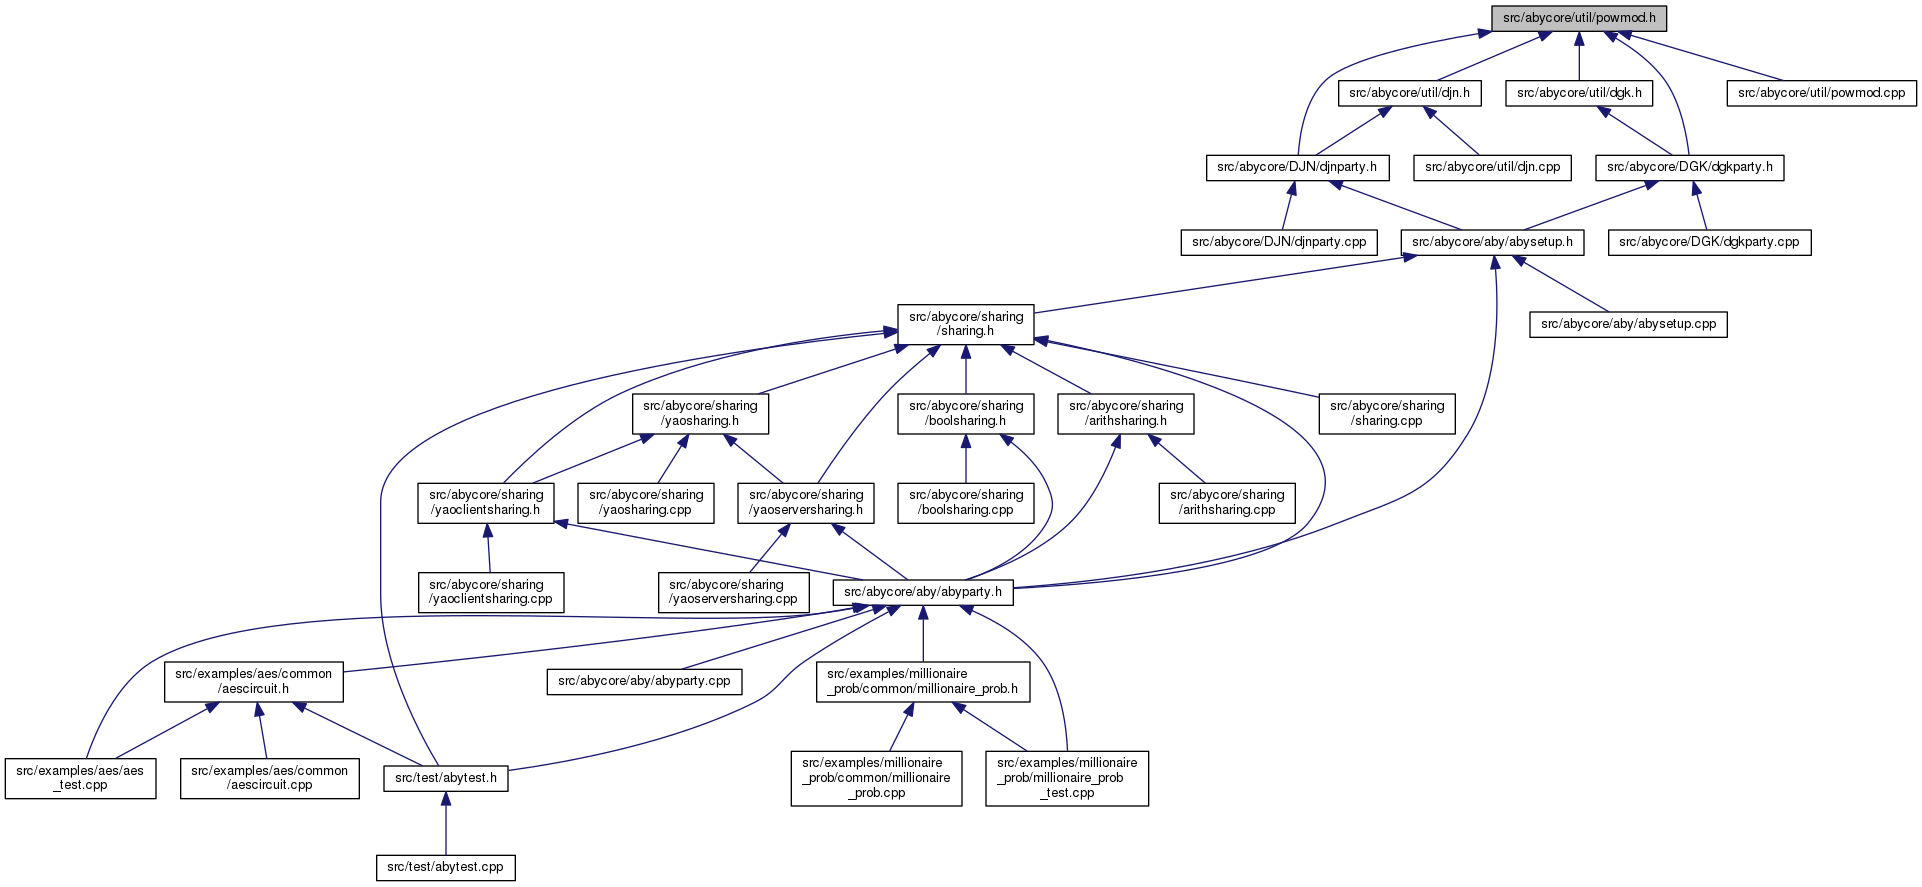 src/abycore/util/powmod.h
src/abycore/util/djn.h
src/abycore/util/dgk.h
src/abycore/util/powmod.cpp
src/abycore/DJN/djnparty.h
src/abycore/util/djn.cpp
src/abycore/DGK/dgkparty.h
src/abycore/DJN/djnparty.cpp
src/abycore/aby/abysetup.h
src/abycore/DGK/dgkparty.cpp
src/abycore/sharing
/sharing.h
src/abycore/aby/abysetup.cpp
src/abycore/sharing
/yaosharing.h
src/abycore/sharing
/boolsharing.h
src/abycore/sharing
/arithsharing.h
src/abycore/sharing
/sharing.cpp
src/abycore/sharing
/yaoclientsharing.h
src/abycore/sharing
/yaosharing.cpp
src/abycore/sharing
/yaoserversharing.h
src/abycore/sharing
/boolsharing.cpp
src/abycore/sharing
/arithsharing.cpp
src/abycore/sharing
/yaoclientsharing.cpp
src/abycore/sharing
/yaoserversharing.cpp
src/abycore/aby/abyparty.h
src/examples/aes/common
/aescircuit.h
src/abycore/aby/abyparty.cpp
src/examples/millionaire
_prob/common/millionaire_prob.h
src/examples/aes/aes
_test.cpp
src/examples/aes/common
/aescircuit.cpp
src/test/abytest.h
src/examples/millionaire
_prob/common/millionaire
_prob.cpp
src/examples/millionaire
_prob/millionaire_prob
_test.cpp
src/test/abytest.cpp